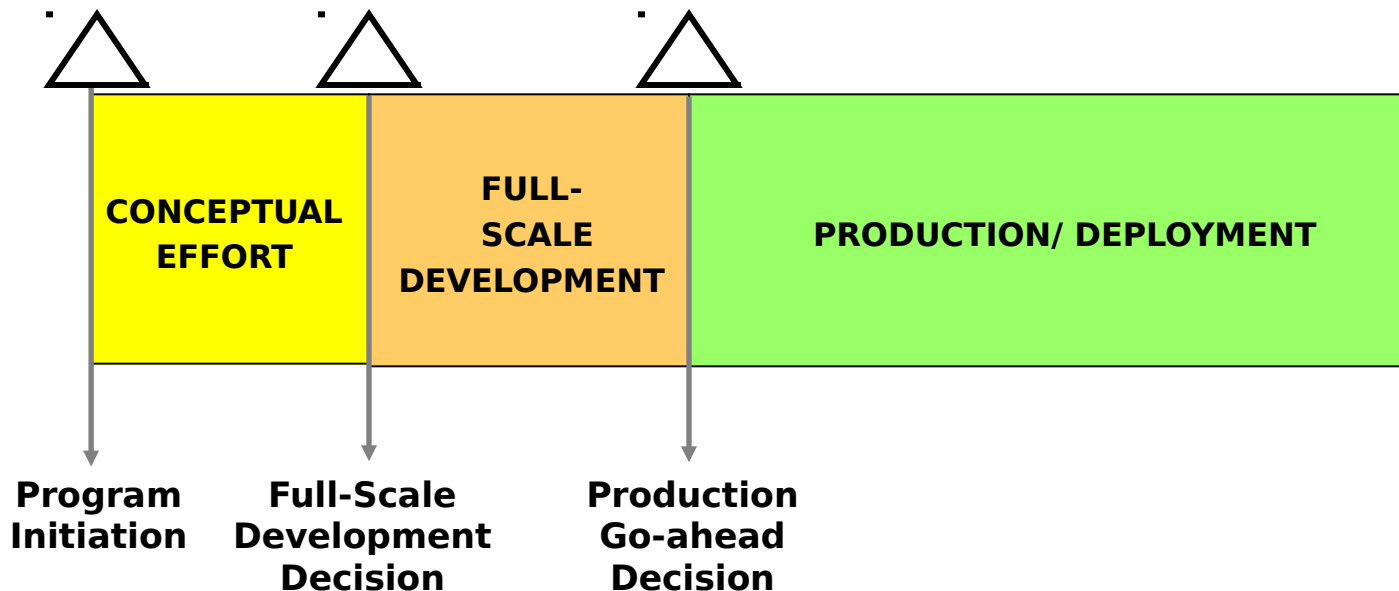 CONCEPTUAL
EFFORT
FULL-
SCALE
DEVELOPMENT
PRODUCTION/ DEPLOYMENT
Program
Initiation
Full-Scale
Development
Decision
Production
Go-ahead
Decision